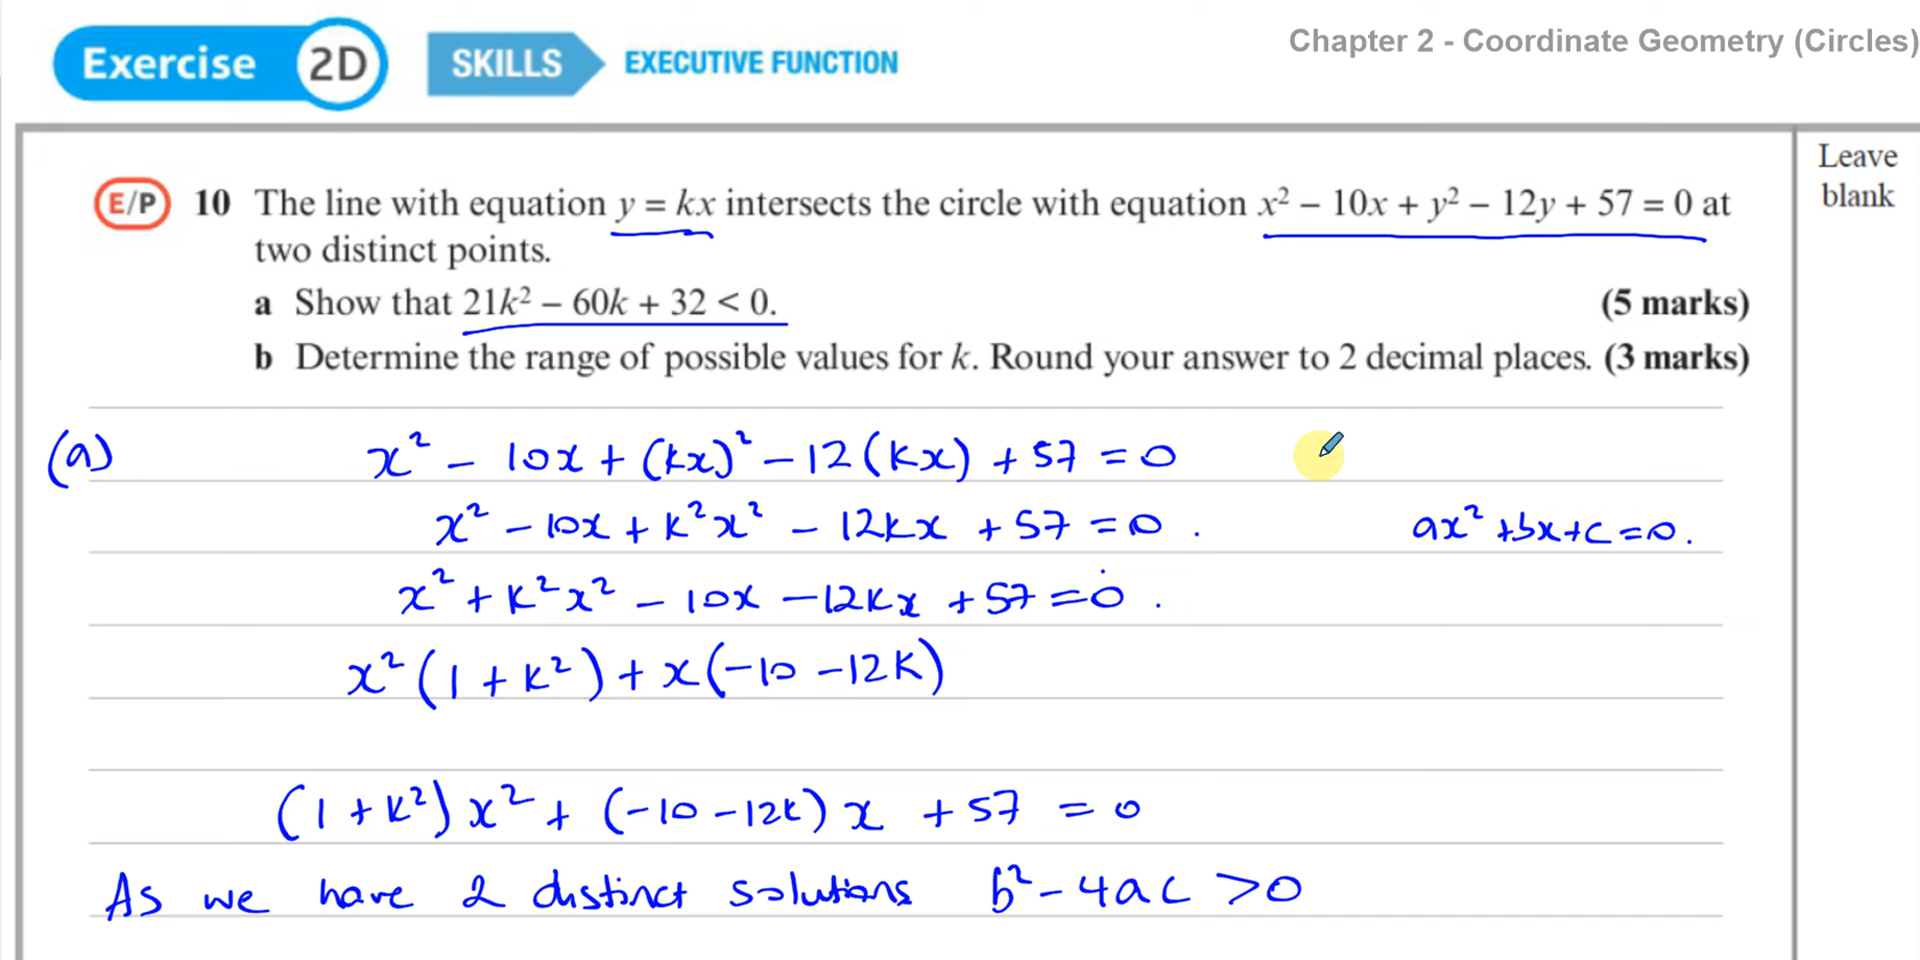 Exercise 2D SKILLS EXECUTIVE FUNCTION
Chapter 2 - Coordinate Geometry (Circles)
Leave
blank
E/P 10 The line with equation y = kx intersects the circle with equation x² − 10x + y² − 12y + 57 = 0 at
two distinct points.
a Show that 21k² − 60k + 32 < 0. (5 marks)
b Determine the range of possible values for k. Round your answer to 2 decimal places. (3 marks)
(a) x² − 10x + (kx)² − 12(kx) + 57 = 0
x² − 10x + k²x² − 12kx + 57 = 0.
ax² + bx + c = 0.
x² + k²x² − 10x − 12kx + 57 = 0.
x²(1 + k²) + x(−10 − 12k)
(1 + k²)x² + (−10 − 12k)x + 57 = 0
As we have 2 distinct solutions b² − 4ac > 0